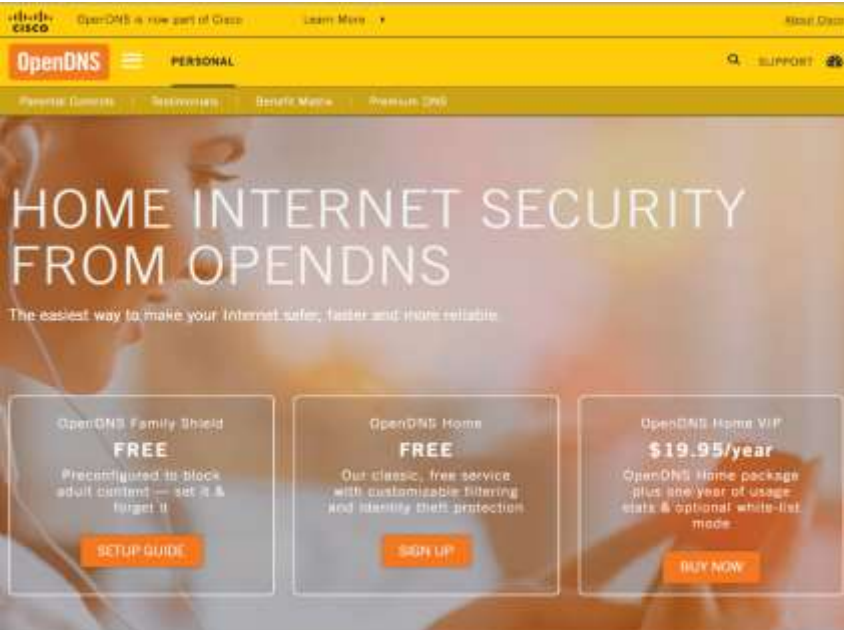 CISCO
OpenDNS is now part of Cisco
Learn More
About Cisco
OpenDNS
PERSONAL
SUPPORT
Parental Controls
Testimonials
Benefit Matrix
Premium DNS
HOME INTERNET SECURITY
FROM OPENDNS
The easiest way to make your Internet safer, faster and more reliable.
OpenDNS Family Shield
FREE
Preconfigured to block
adult content — set it &
forget it
SETUP GUIDE
OpenDNS Home
FREE
Our classic, free service
with customizable filtering
and identity theft protection
SIGN UP
OpenDNS Home VIP
$19.95/year
OpenDNS Home package
plus one year of usage
stats & optional white-list
mode
BUY NOW